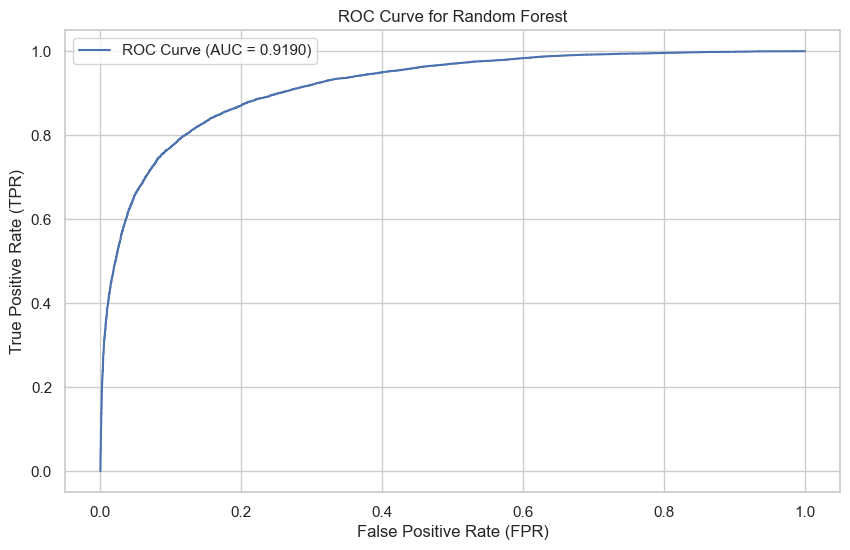 ROC Curve for Random Forest
ROC Curve (AUC = 0.9190)
True Positive Rate (TPR)
1.0
0.8
0.6
0.4
0.2
0.0
0.0 0.2 0.4 0.6 0.8 1.0
False Positive Rate (FPR)